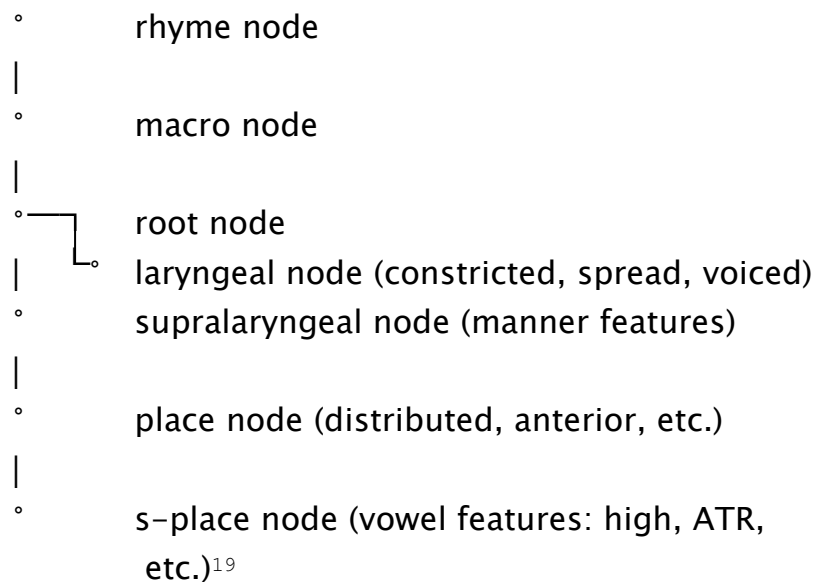 rhyme node
macro node
root node
laryngeal node (constricted, spread, voiced)
supralaryngeal node (manner features)
place node (distributed, anterior, etc.)
s-place node (vowel features: high, ATR,
etc.)19